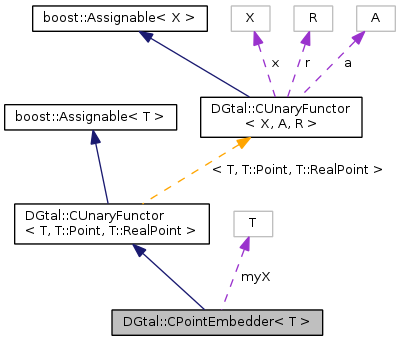 boost::Assignable< X >
X
R
A
x
r
a
DGtal::CUnaryFunctor
< X, A, R >
boost::Assignable< T >
< T, T::Point, T::RealPoint >
DGtal::CUnaryFunctor
< T, T::Point, T::RealPoint >
T
myX
DGtal::CPointEmbedder< T >